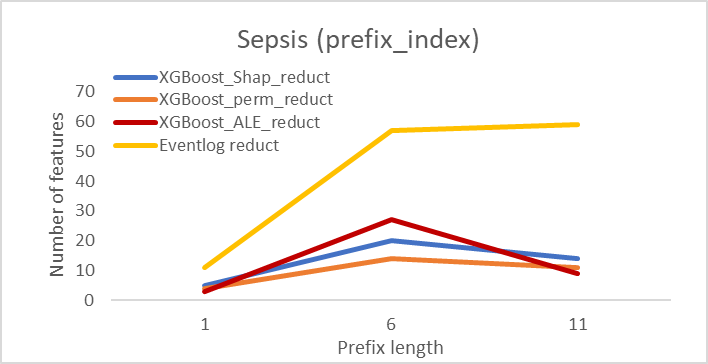 Sepsis (prefix_index)
XGBoost_Shap_reduct
XGBoost_perm_reduct
XGBoost_ALE_reduct
Eventlog reduct
Number of features
70
60
50
40
30
20
10
0
1 6 11
Prefix length